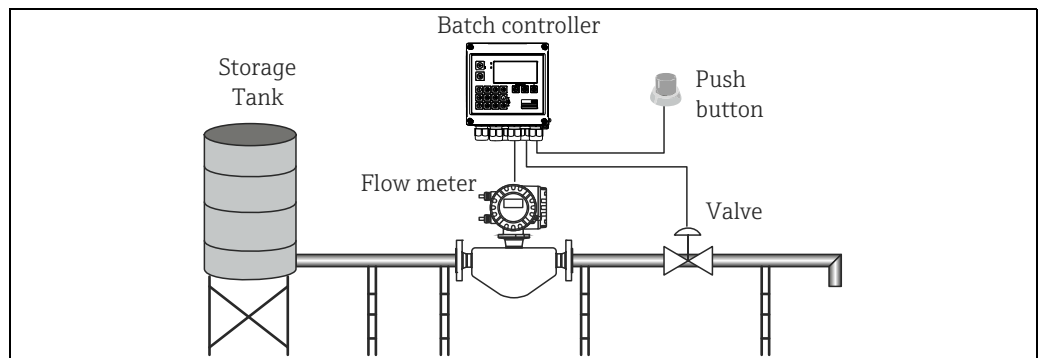 Batch controller
Storage
Tank
Push
button
Flow meter
Valve